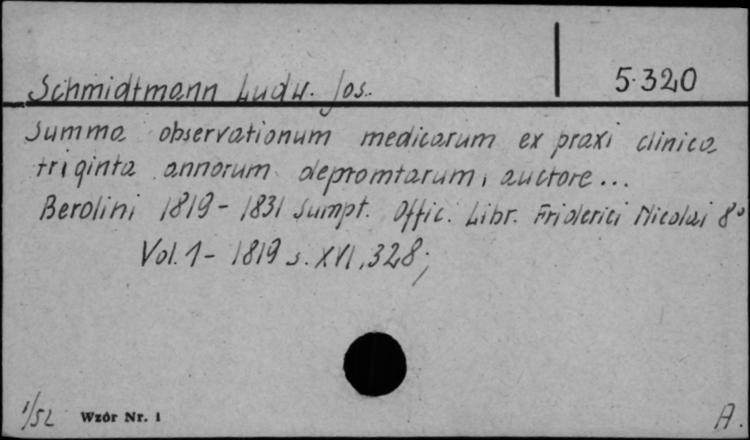 Schmidtmann Ludw. Jos. 5.320
Summa observationum medicarum ex praxi clinica
triginta annorum depromtarum, auctore...
Berolini 1819 - 1831 Sumpt. Offic. Libr. Friderici Nicolai 8°
Vol. 1 - 1819 s. XVI, 328;
1/52 Wzór Nr. 1 A.